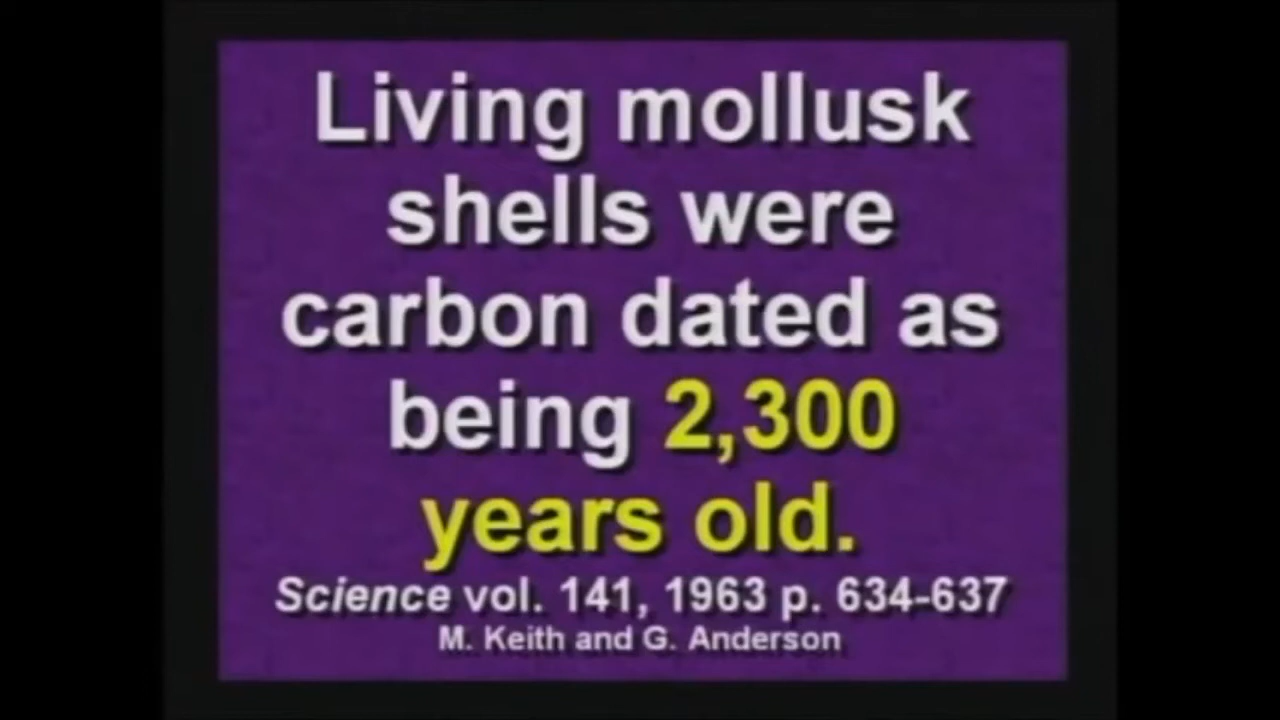 Living mollusk
shells were
carbon dated as
being 2,300
years old.
Science vol. 141, 1963 p. 634-637
M. Keith and G. Anderson